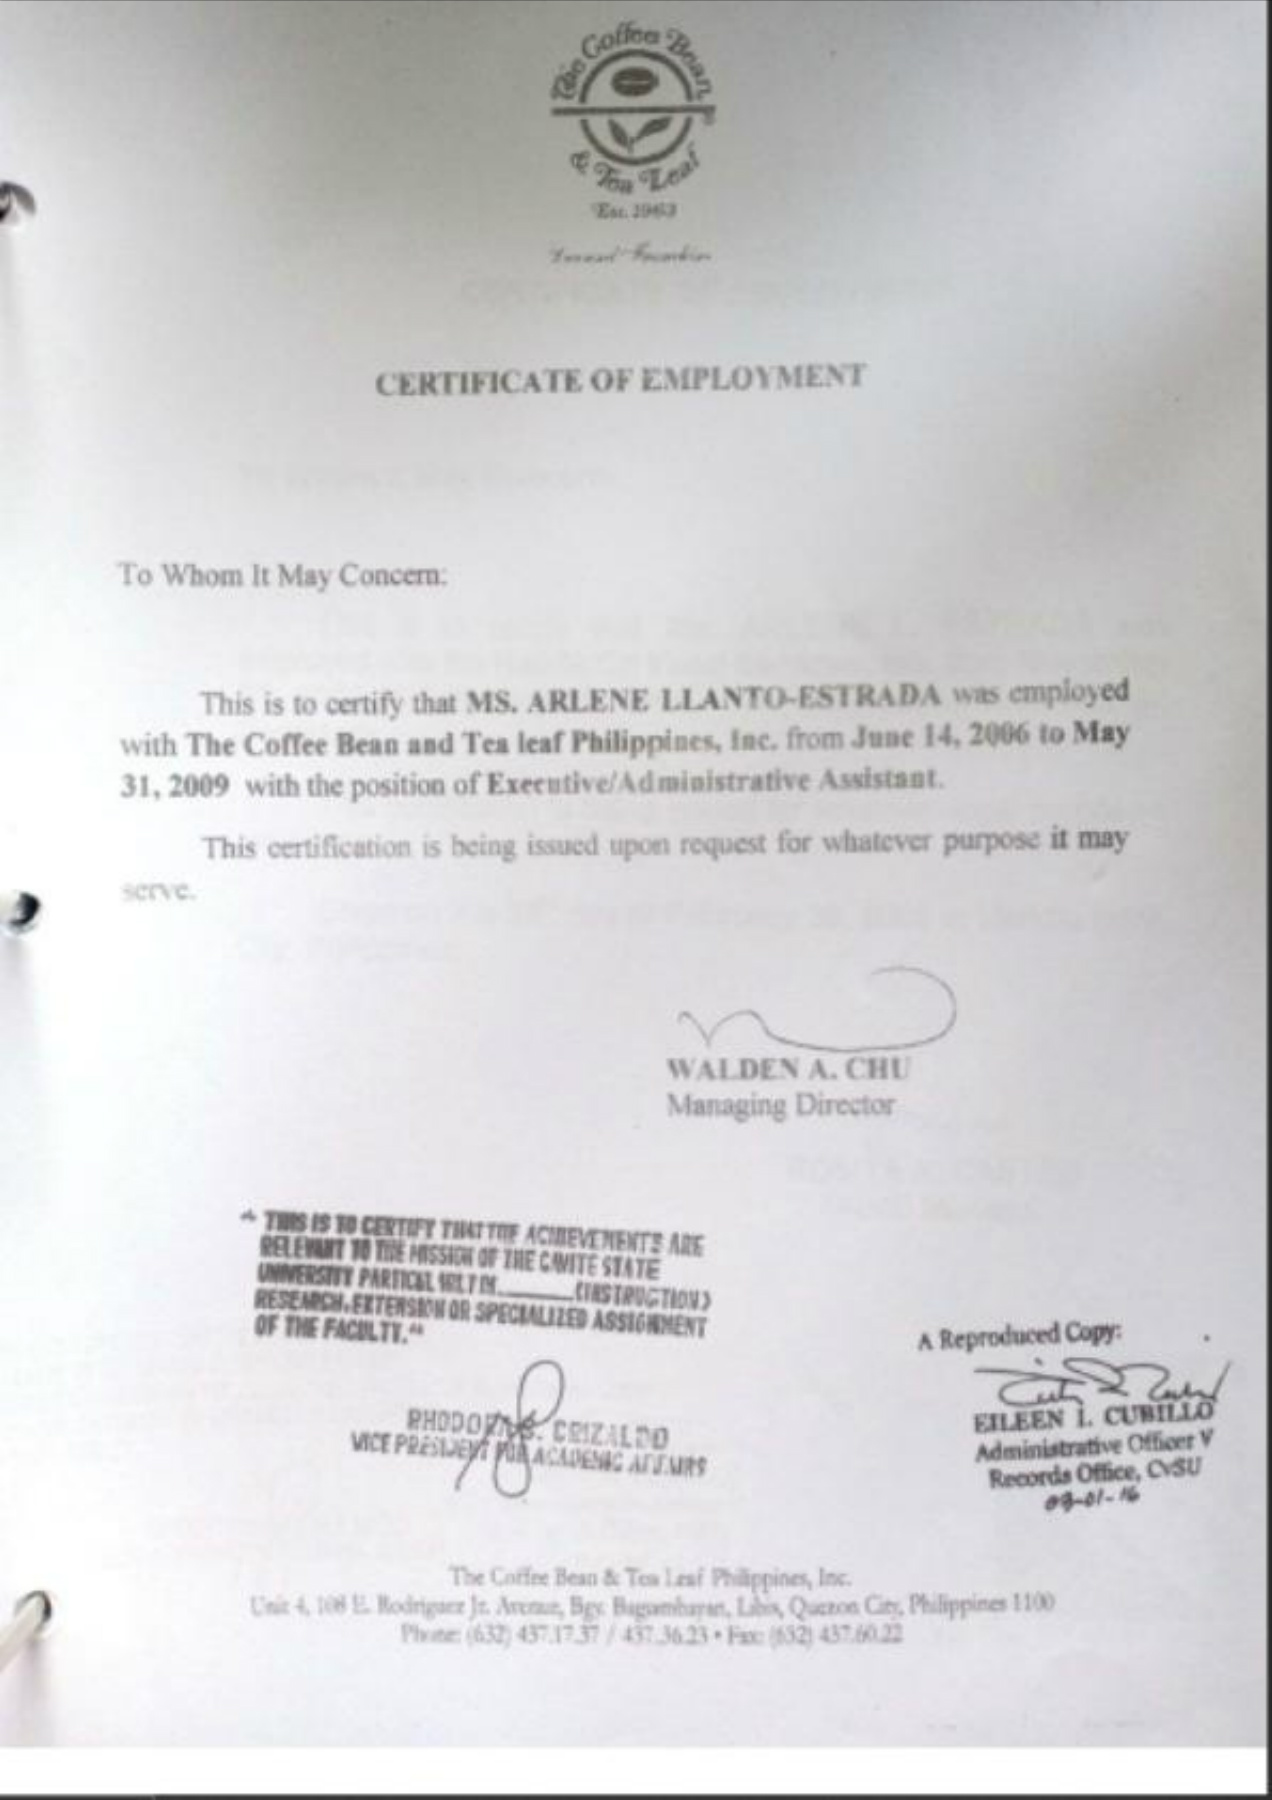 The Coffee Bean
& Tea Leaf
Est. 1963
CERTIFICATE OF EMPLOYMENT
To Whom It May Concern:
This is to certify that MS. ARLENE LLANTO-ESTRADA was employed
with The Coffee Bean and Tea leaf Philippines, Inc. from June 14, 2006 to May
31, 2009 with the position of Executive/Administrative Assistant.
This certification is being issued upon request for whatever purpose it may
serve.
WALDEN A. CHU
Managing Director
" THIS IS TO CERTIFY THAT THE ACHIEVEMENTS ARE
RELEVANT TO THE MISSION OF THE CAVITE STATE
UNIVERSITY PARTICULARLY IN ______ (INSTRUCTION)
RESEARCH, EXTENSION OR SPECIALIZED ASSIGNMENT
OF THE FACULTY."
CRIZALDO
VICE PRESIDENT FOR ACADEMIC AFFAIRS
A Reproduced Copy:
EILEEN I. CUBILLO
Administrative Officer V
Records Office, CvSU
The Coffee Bean & Tea Leaf Philippines, Inc.
Unit 4, 108 E. Rodriguez Jr. Avenue, Bgy. Bagumbayan, Libis, Quezon City, Philippines 1100
Phone: (632) 437.17.37 / 437.36.23 • Fax: (632) 437.60.22